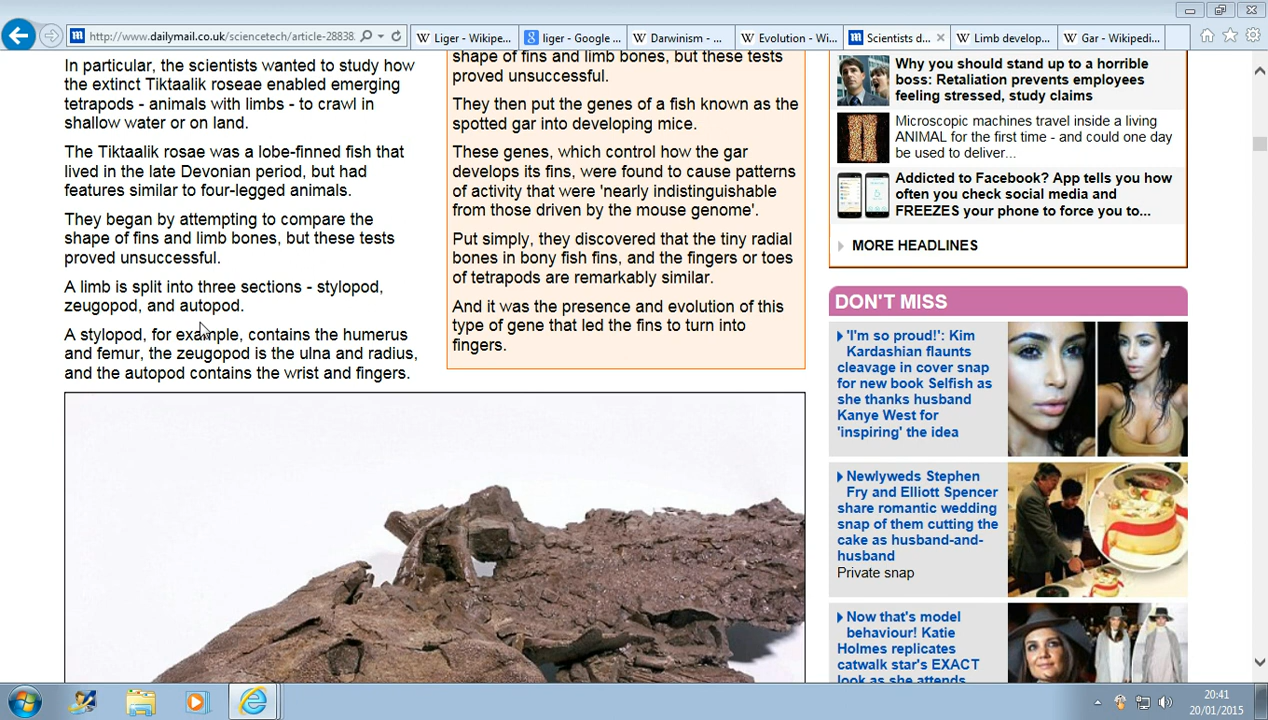 http://www.dailymail.co.uk/sciencetech/article-28838
Liger - Wikipe...
liger - Google ...
Darwinism - ...
Evolution - Wi...
Scientists d...
Limb develop...
Gar - Wikipedi...
In particular, the scientists wanted to study how
the extinct Tiktaalik roseae enabled emerging
tetrapods - animals with limbs - to crawl in
shallow water or on land.
The Tiktaalik rosae was a lobe-finned fish that
lived in the late Devonian period, but had
features similar to four-legged animals.
They began by attempting to compare the
shape of fins and limb bones, but these tests
proved unsuccessful.
A limb is split into three sections - stylopod,
zeugopod, and autopod.
A stylopod, for example, contains the humerus
and femur, the zeugopod is the ulna and radius,
and the autopod contains the wrist and fingers.
shape of fins and limb bones, but these tests
proved unsuccessful.
They then put the genes of a fish known as the
spotted gar into developing mice.
These genes, which control how the gar
develops its fins, were found to cause patterns
of activity that were 'nearly indistinguishable
from those driven by the mouse genome'.
Put simply, they discovered that the tiny radial
bones in bony fish fins, and the fingers or toes
of tetrapods are remarkably similar.
And it was the presence and evolution of this
type of gene that led the fins to turn into
fingers.
Why you should stand up to a horrible
boss: Retaliation prevents employees
feeling stressed, study claims
Microscopic machines travel inside a living
ANIMAL for the first time - and could one day
be used to deliver...
Addicted to Facebook? App tells you how
often you check social media and
FREEZES your phone to force you to...
MORE HEADLINES
DON'T MISS
'I'm so proud!': Kim
Kardashian flaunts
cleavage in cover snap
for new book Selfish as
she thanks husband
Kanye West for
'inspiring' the idea
Newlyweds Stephen
Fry and Elliott Spencer
share romantic wedding
snap of them cutting the
cake as husband-and-
husband
Private snap
Now that's model
behaviour! Katie
Holmes replicates
catwalk star's EXACT
look as she attends
20:41
20/01/2015